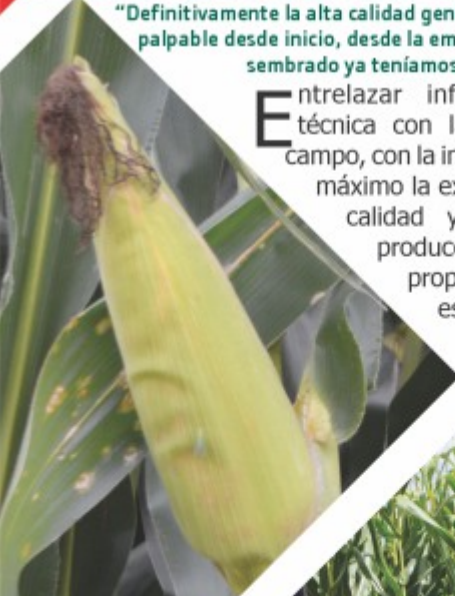 “Definitivamente la alta calidad gen
palpable desde inicio, desde la em
sembrado ya teníamos
Entrelazar inf
técnica con l
campo, con la in
máximo la ex
calidad y
produc
prop
es